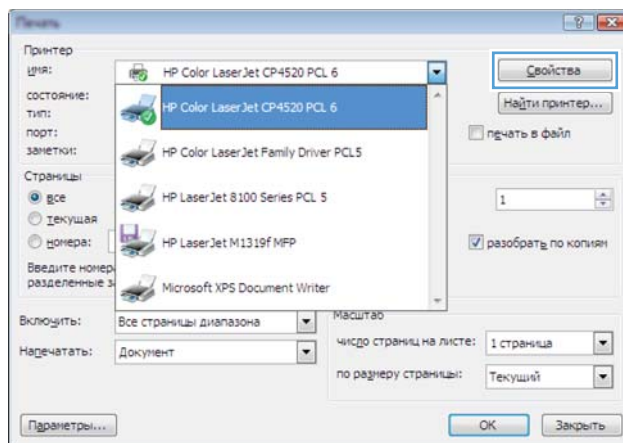 Печать
Принтер
имя:
HP Color LaserJet CP4520 PCL 6
Свойства
состояние:
HP Color LaserJet CP4520 PCL 6
Найти принтер...
тип:
порт:
HP Color LaserJet Family Driver PCL5
печать в файл
заметки:
Страницы
HP LaserJet 8100 Series PCL 5
все
1
текущая
номера:
HP LaserJet M1319f MFP
разобрать по копиям
Введите
разделенные
Microsoft XPS Document Writer
Включить:
Все страницы диапазона
Масштаб
число страниц на листе:
1 страница
Напечатать:
Документ
по размеру страницы:
Текущий
Параметры...
OK
Закрыть